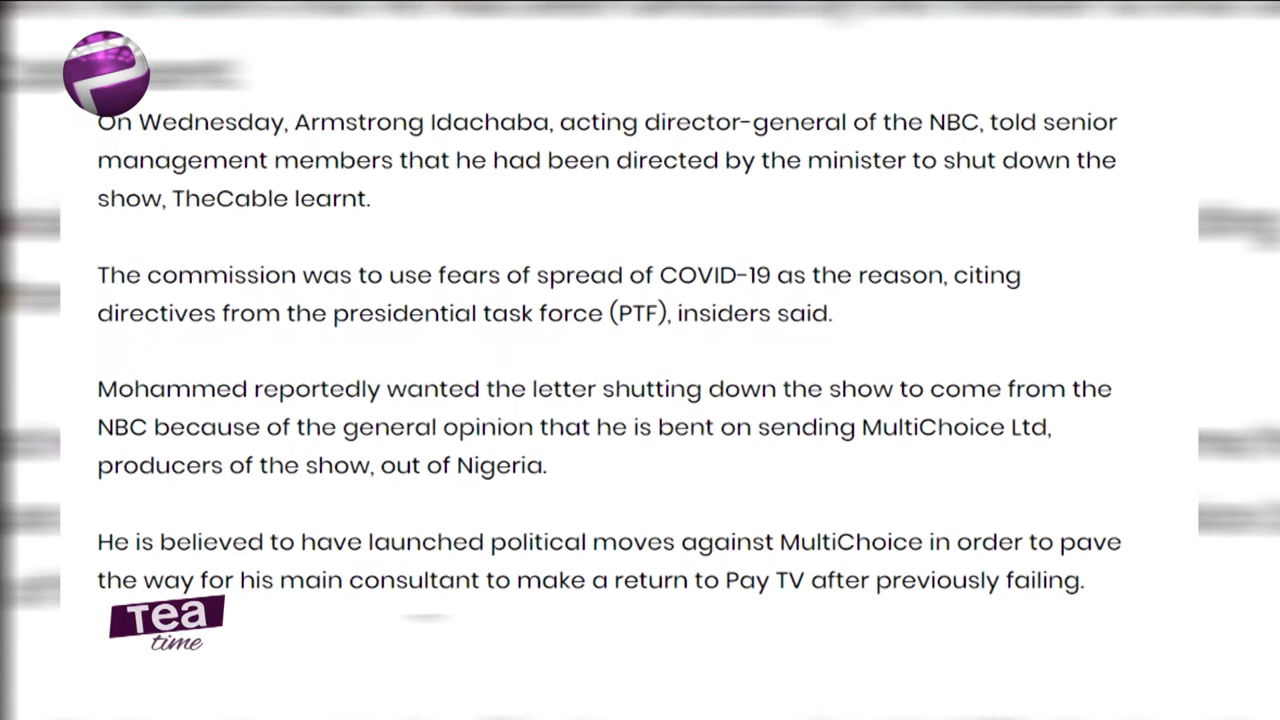 On Wednesday, Armstrong Idachaba, acting director-general of the NBC, told senior
management members that he had been directed by the minister to shut down the
show, TheCable learnt.
The commission was to use fears of spread of COVID-19 as the reason, citing
directives from the presidential task force (PTF), insiders said.
Mohammed reportedly wanted the letter shutting down the show to come from the
NBC because of the general opinion that he is bent on sending MultiChoice Ltd,
producers of the show, out of Nigeria.
He is believed to have launched political moves against MultiChoice in order to pave
the way for his main consultant to make a return to Pay TV after previously failing.
Tea
time